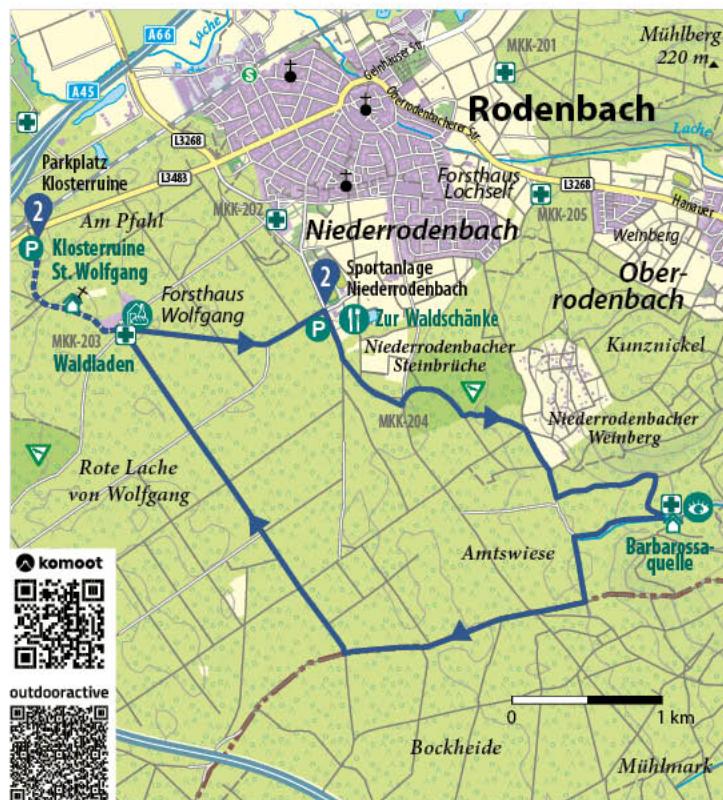 A66
Lache
A45
S
MKK-201
Mühlberg
220 m
Gelnhäuser Str.
Oberrodenbacher Str.
Rodenbach
Lache
L3268
Parkplatz
Klosterruine
L3483
Forsthaus
Lochseif
L3268
MKK-205
Hanauer
2
Am Pfahl
MKK-202
P
Klosterruine
St. Wolfgang
Niederrodenbach
Weinberg
Ober-
rodenbach
2
Sportanlage
Niederrodenbach
Forsthaus
Wolfgang
P
Zur Waldschänke
MKK-203
Waldladen
Niederrodenbacher
Steinbrüche
Kunznickel
MKK-204
Niederrodenbacher
Weinberg
Rote Lache
von Wolfgang
Amtswiese
Barbarossa-
quelle
komoot
outdooractive
0
1 km
Bockheide
Mühlmark